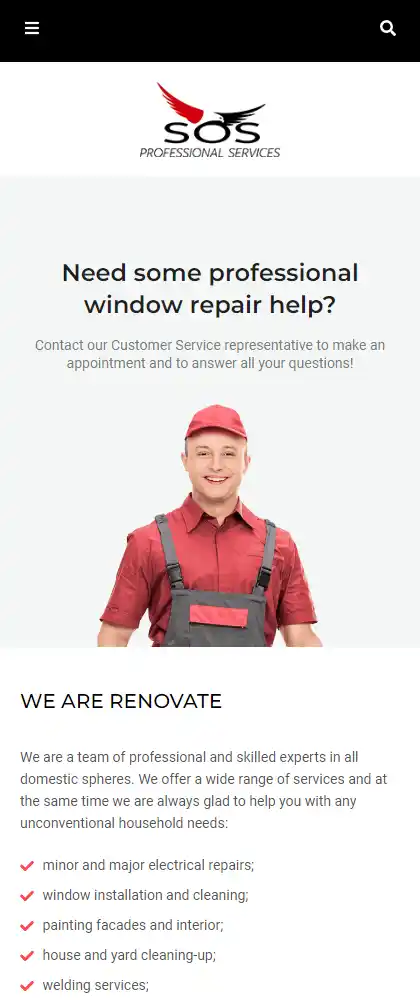 SOS
PROFESSIONAL SERVICES
Need some professional
window repair help?
Contact our Customer Service representative to make an
appointment and to answer all your questions!
WE ARE RENOVATE
We are a team of professional and skilled experts in all
domestic spheres. We offer a wide range of services and at
the same time we are always glad to help you with any
unconventional household needs:
minor and major electrical repairs;
window installation and cleaning;
painting facades and interior;
house and yard cleaning-up;
welding services;